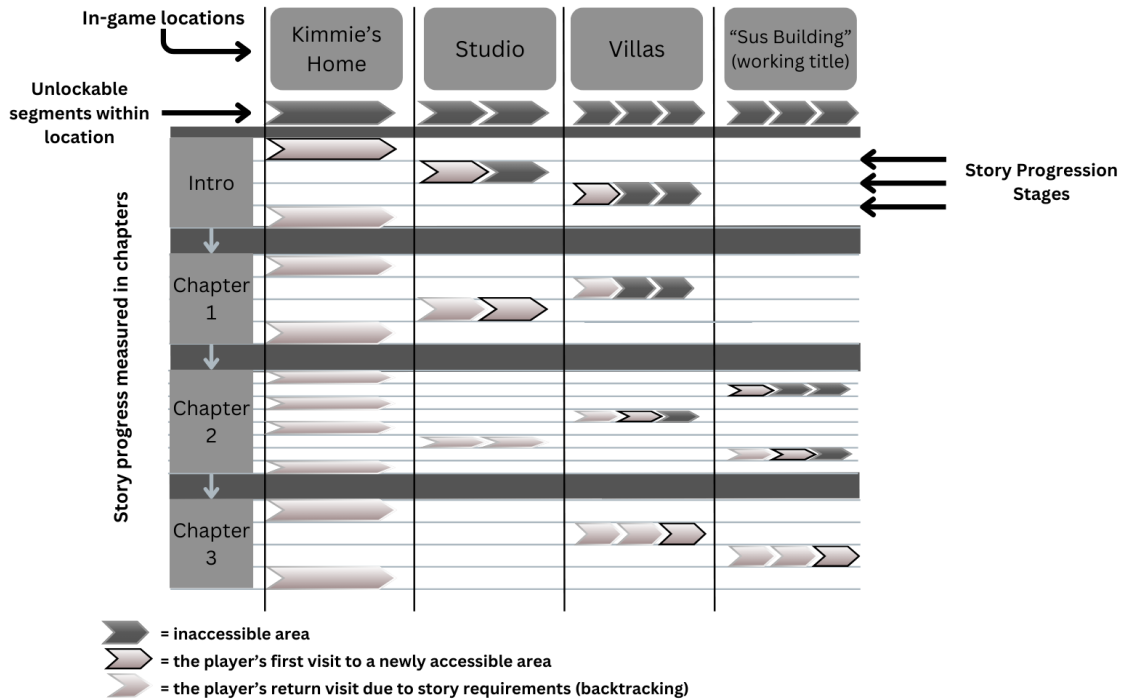 In-game locations
Kimmie's
Home
Studio
Villas
“Sus Building”
(working title)
Unlockable
segments within
location
Story progress measured in chapters
Intro
Story Progression
Stages
Chapter
1
Chapter
2
Chapter
3
= inaccessible area
= the player's first visit to a newly accessible area
= the player's return visit due to story requirements (backtracking)